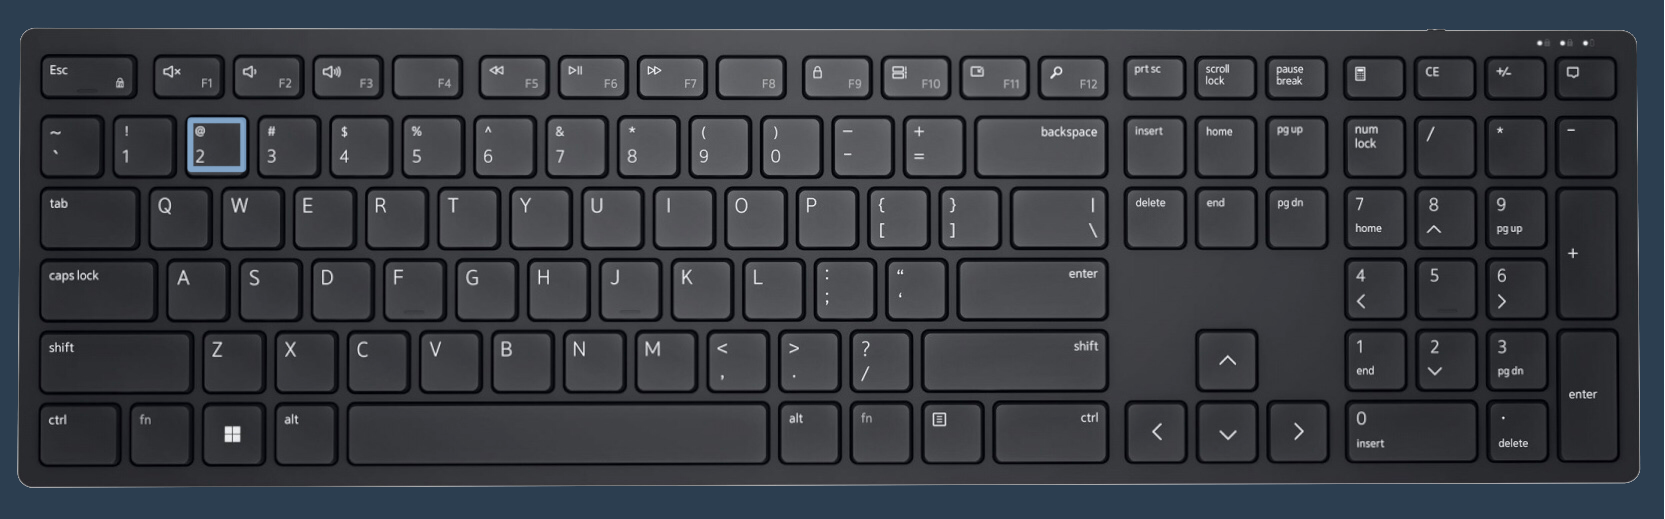 Esc F1 F2 F3 F4 F5 F6 F7 F8 F9 F10 F11 F12 prt sc scroll lock pause break CE +/-
~ ! @ # $ % ^ & * ( ) − + backspace insert home pg up num lock / * −
` 1 2 3 4 5 6 7 8 9 0 - =
tab Q W E R T Y U I O P { } | delete end pg dn 7 8 9
[ ] \ home pg up +
caps lock A S D F G H J K L : “ enter 4 5 6
; ‘
shift Z X C V B N M < > ? shift 1 2 3
, . / end pg dn enter
ctrl fn alt alt fn ctrl 0 .
insert delete